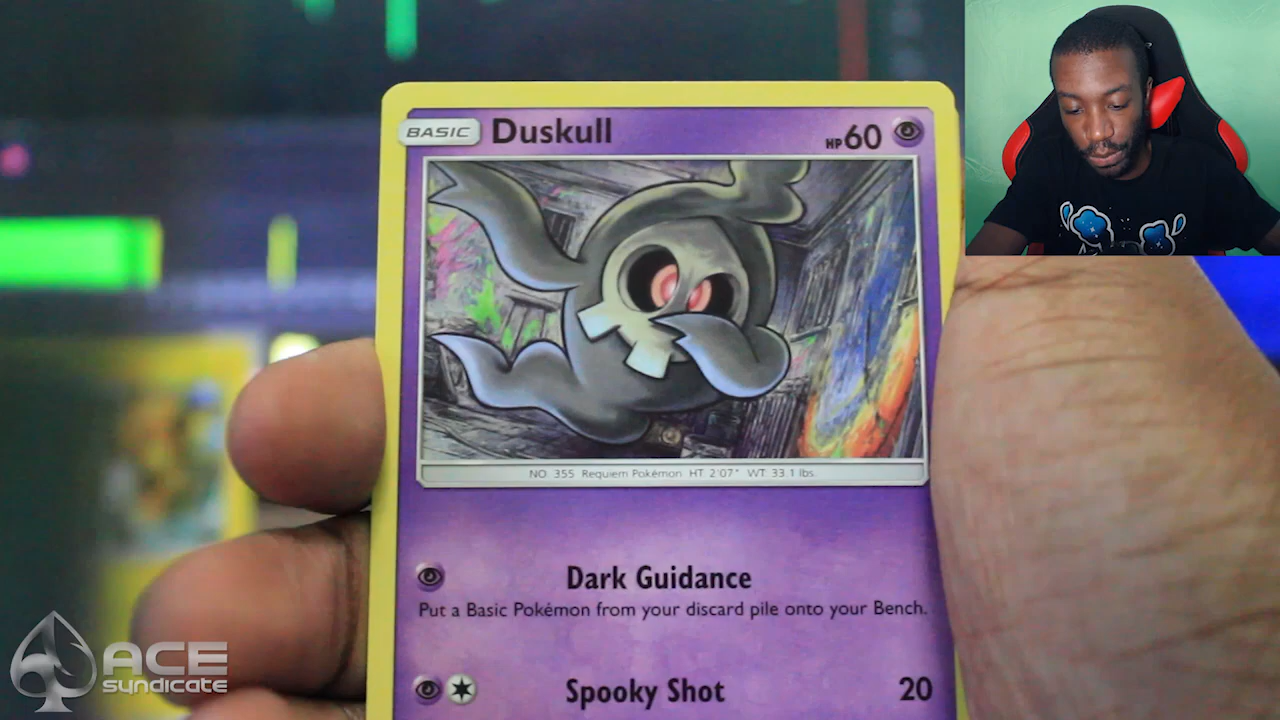 BASIC Duskull HP60
NO. 355 Requiem Pokémon HT: 2'07" WT: 33.1 lbs.
Dark Guidance
Put a Basic Pokémon from your discard pile onto your Bench.
Spooky Shot 20
ACE
syndicate